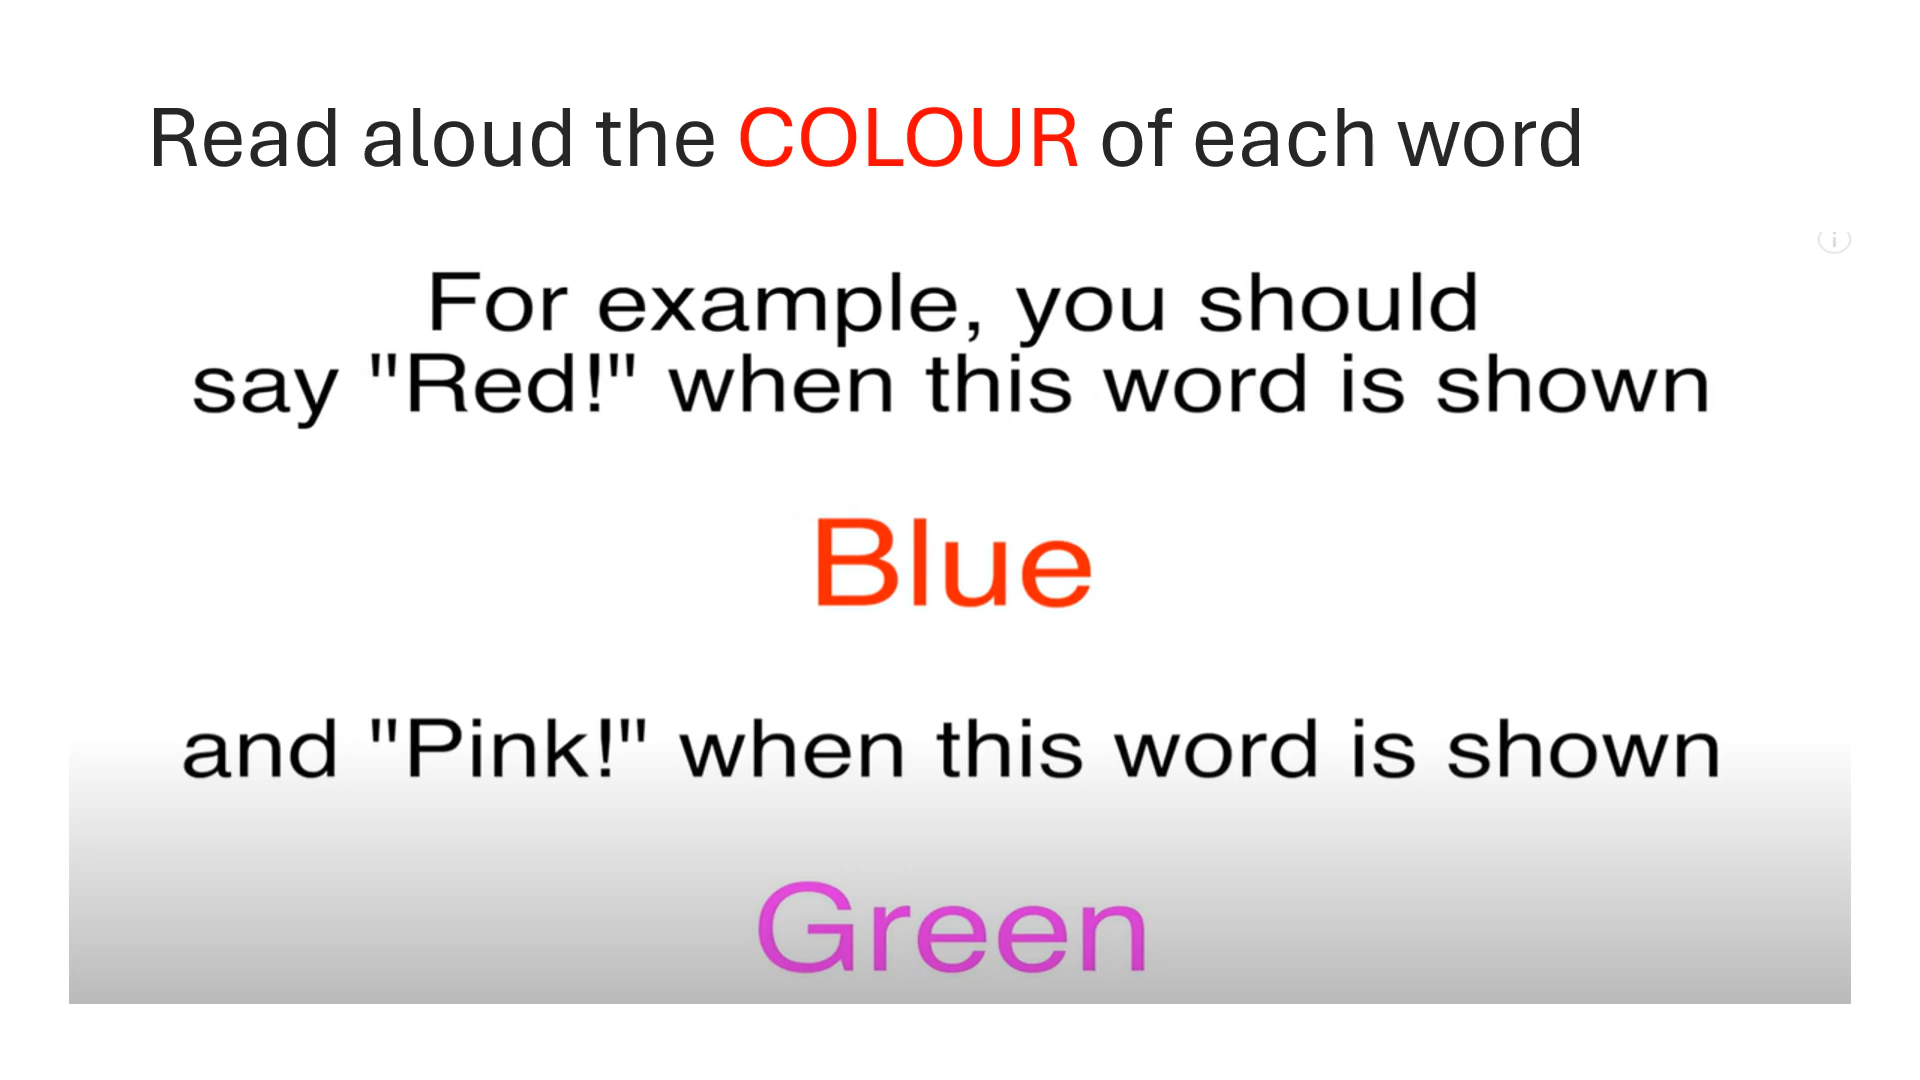 Read aloud the COLOUR of each word
For example, you should
say "Red!" when this word is shown
Blue
and "Pink!" when this word is shown
Green